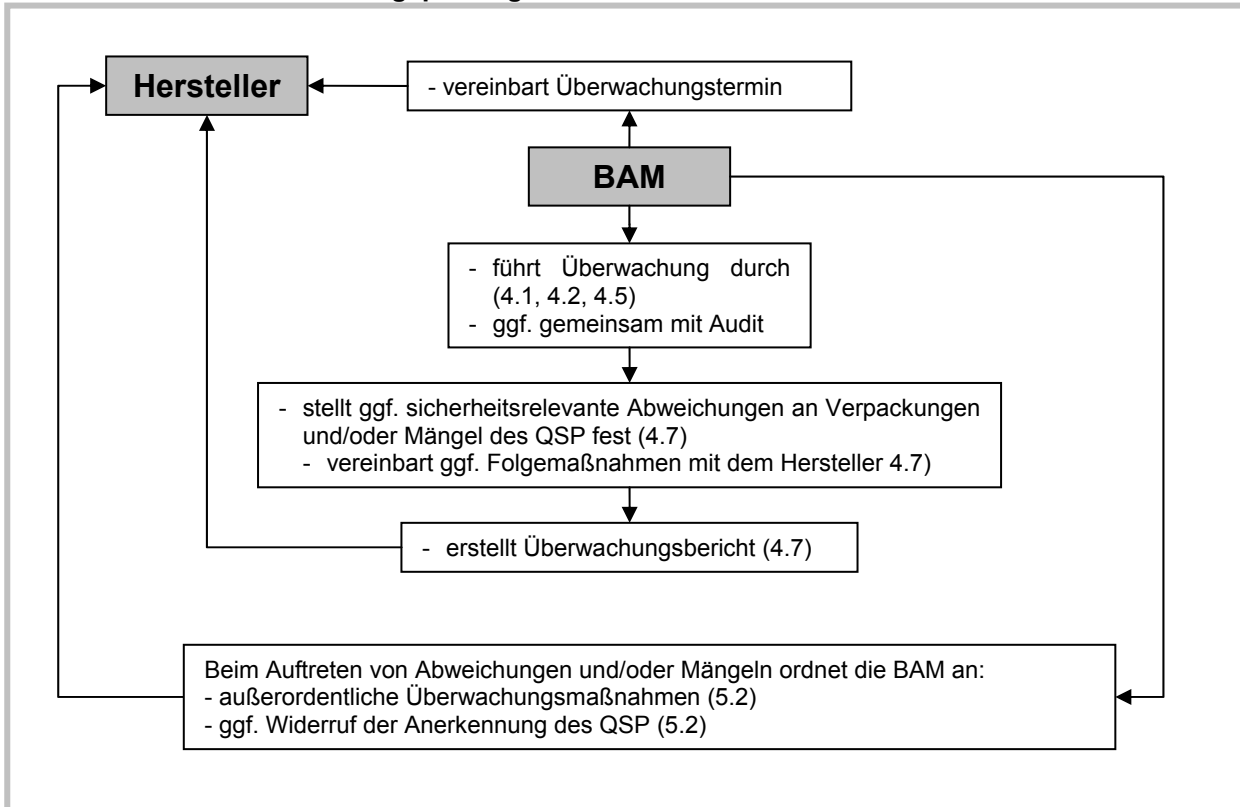 Hersteller
- vereinbart Überwachungstermin
BAM
- führt Überwachung durch
(4.1, 4.2, 4.5)
- ggf. gemeinsam mit Audit
- stellt ggf. sicherheitsrelevante Abweichungen an Verpackungen
und/oder Mängel des QSP fest (4.7)
- vereinbart ggf. Folgemaßnahmen mit dem Hersteller 4.7)
- erstellt Überwachungsbericht (4.7)
Beim Auftreten von Abweichungen und/oder Mängeln ordnet die BAM an:
- außerordentliche Überwachungsmaßnahmen (5.2)
- ggf. Widerruf der Anerkennung des QSP (5.2)